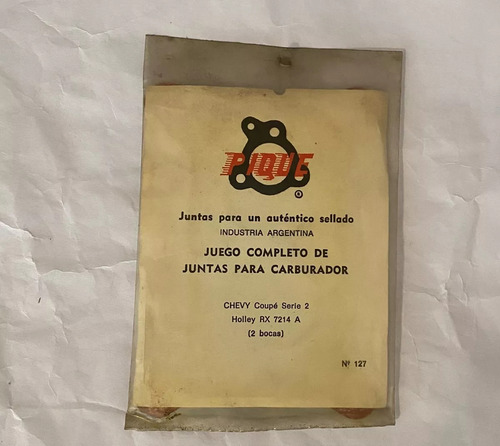 PIQUE
®
Juntas para un auténtico sellado
INDUSTRIA ARGENTINA
JUEGO COMPLETO DE
JUNTAS PARA CARBURADOR
CHEVY Coupé Serie 2
Holley RX 7214 A
(2 bocas)
Nº 127